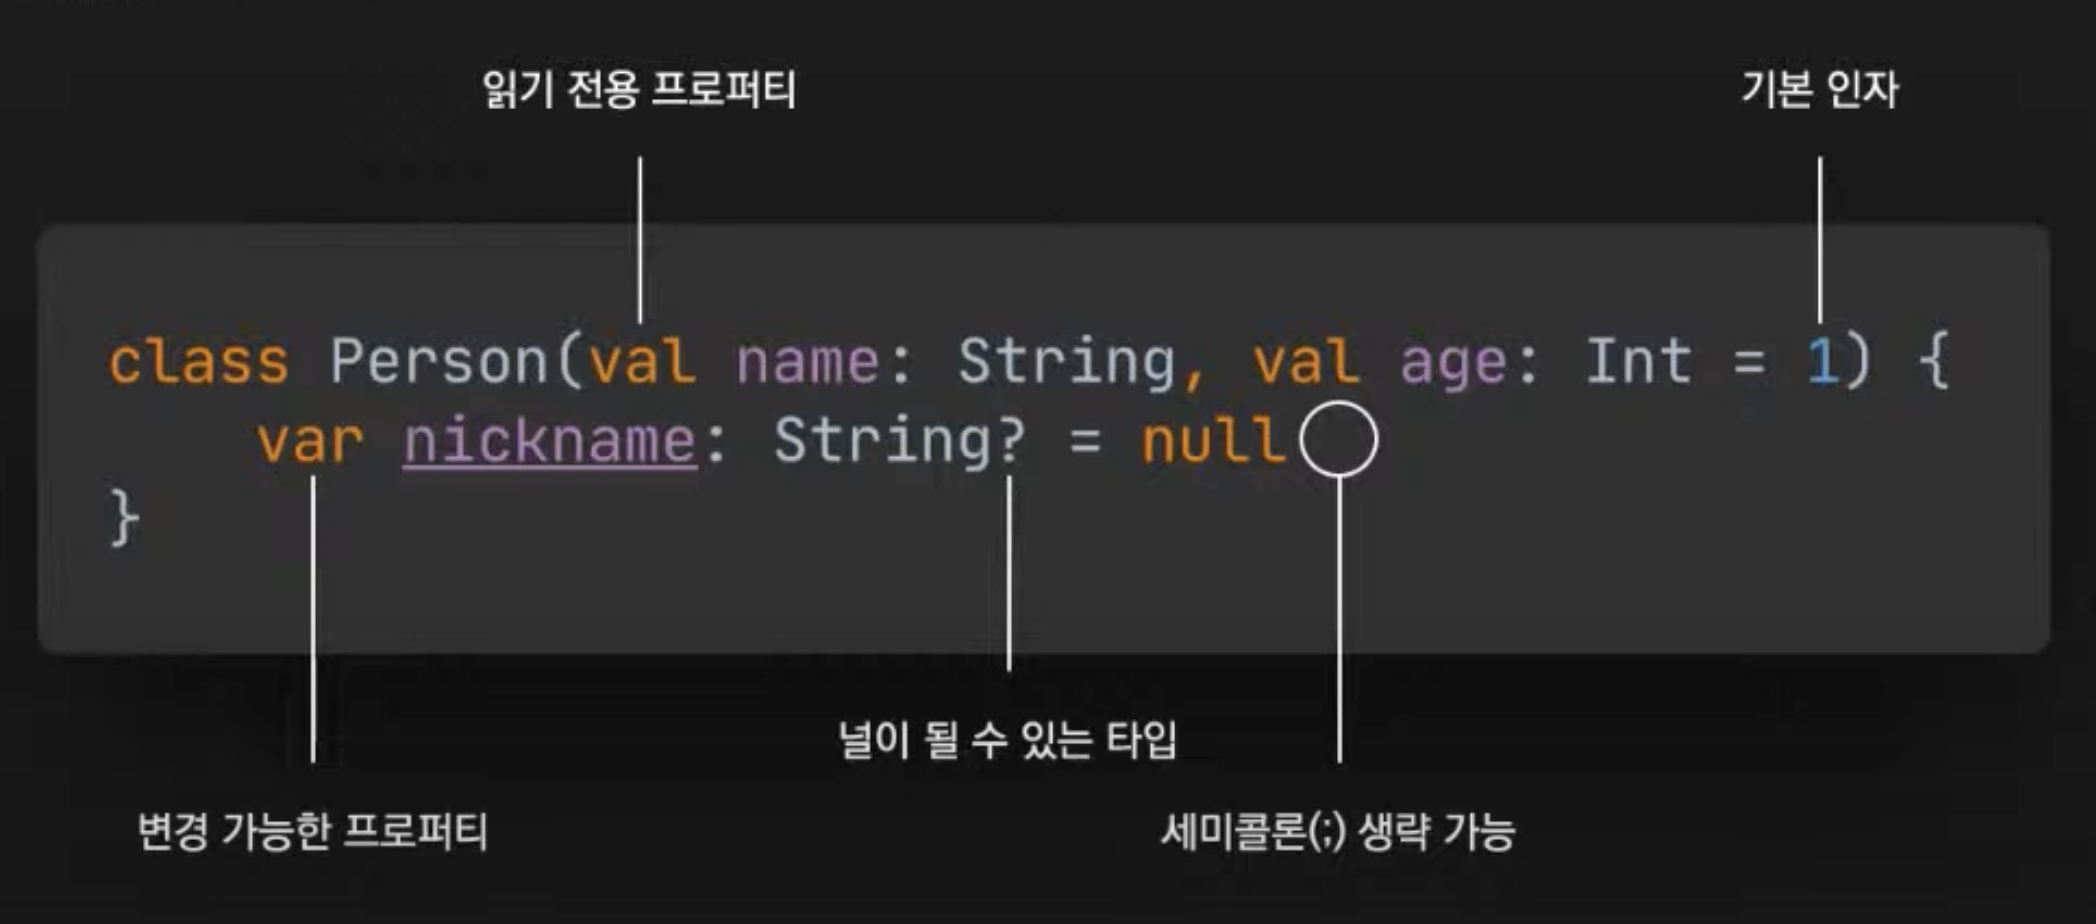 읽기 전용 프로퍼티
기본 인자
class Person(val name: String, val age: Int = 1) {
var nickname: String? = null
}
널이 될 수 있는 타입
변경 가능한 프로퍼티
세미콜론(;) 생략 가능